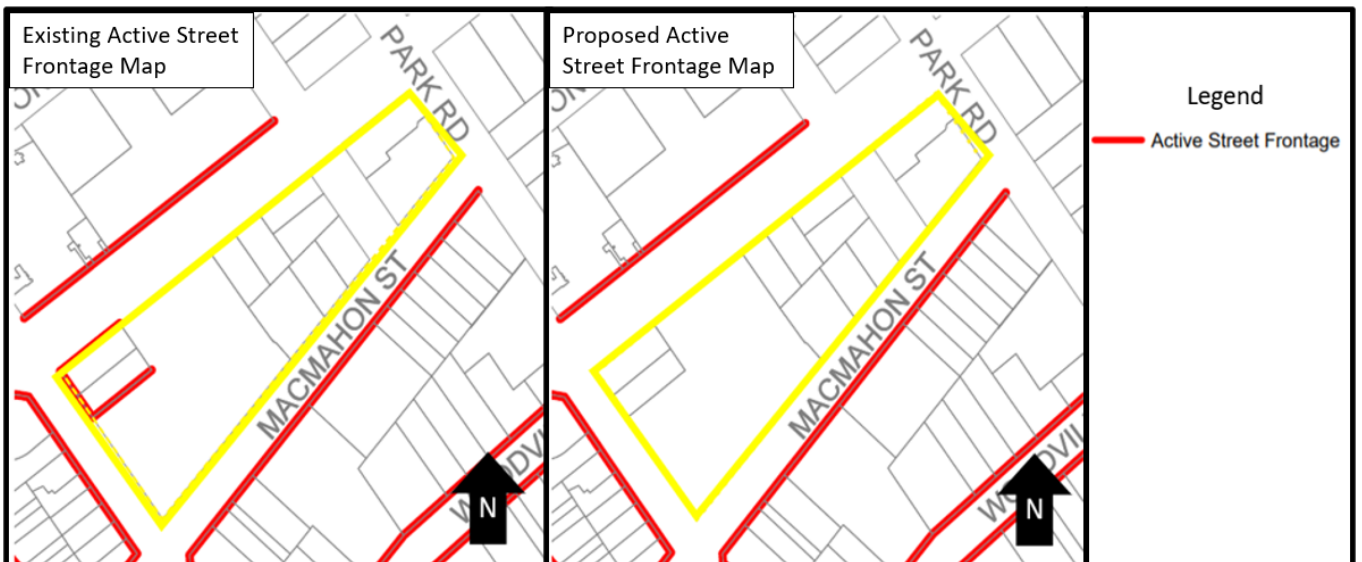 Existing Active Street
Frontage Map
PARK RD
MACMAHON ST
N
Proposed Active
Street Frontage Map
PARK RD
MACMAHON ST
N
Legend
Active Street Frontage